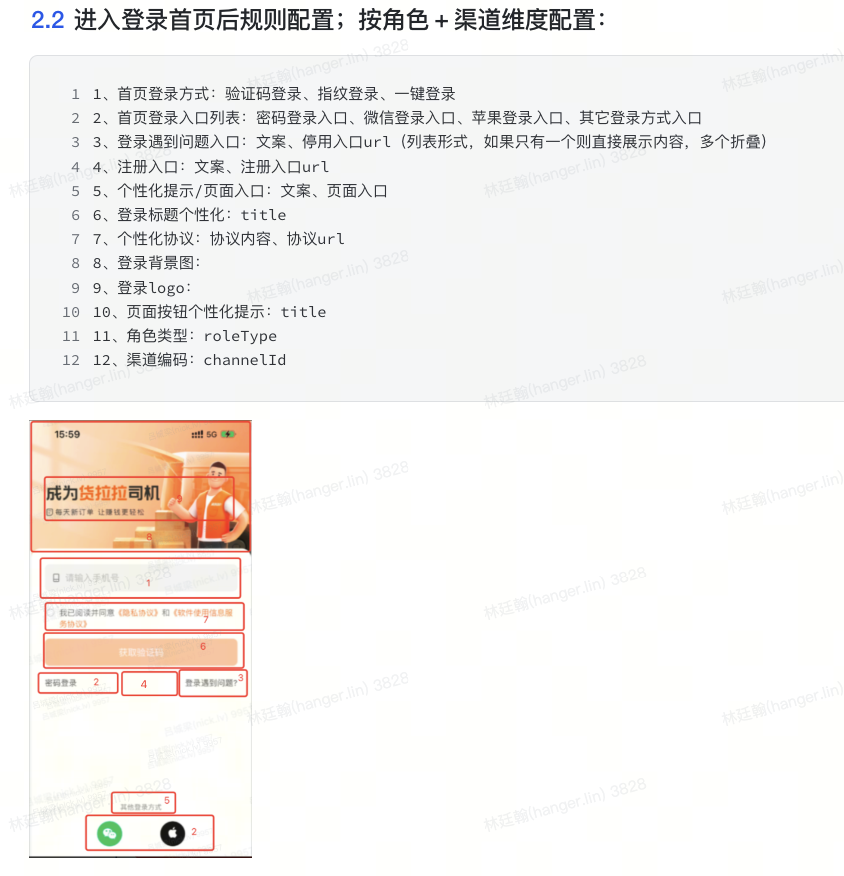 2.2 进入登录首页后规则配置；按角色 + 渠道维度配置：
1 1、首页登录方式：验证码登录、指纹登录、一键登录
2 2、首页登录入口列表：密码登录入口、微信登录入口、苹果登录入口、其它登录方式入口
3 3、登录遇到问题入口：文案、停用入口url（列表形式，如果只有一个则直接展示内容，多个折叠）
4 4、注册入口：文案、注册入口url
5 5、个性化提示/页面入口：文案、页面入口
6 6、登录标题个性化：title
7 7、个性化协议：协议内容、协议url
8 8、登录背景图：
9 9、登录logo：
10 10、页面按钮个性化提示：title
11 11、角色类型：roleType
12 12、渠道编码：channelId
15:59 5G
成为货拉拉司机 9
每天新订单 让赚钱更轻松
8
请输入手机号 1
我已阅读并同意《隐私协议》和《软件使用信息服
务协议》 7
获取验证码 6
密码登录 2 4 登录遇到问题? 3
其他登录方式 5
2
林廷翰(hanger.lin) 3828